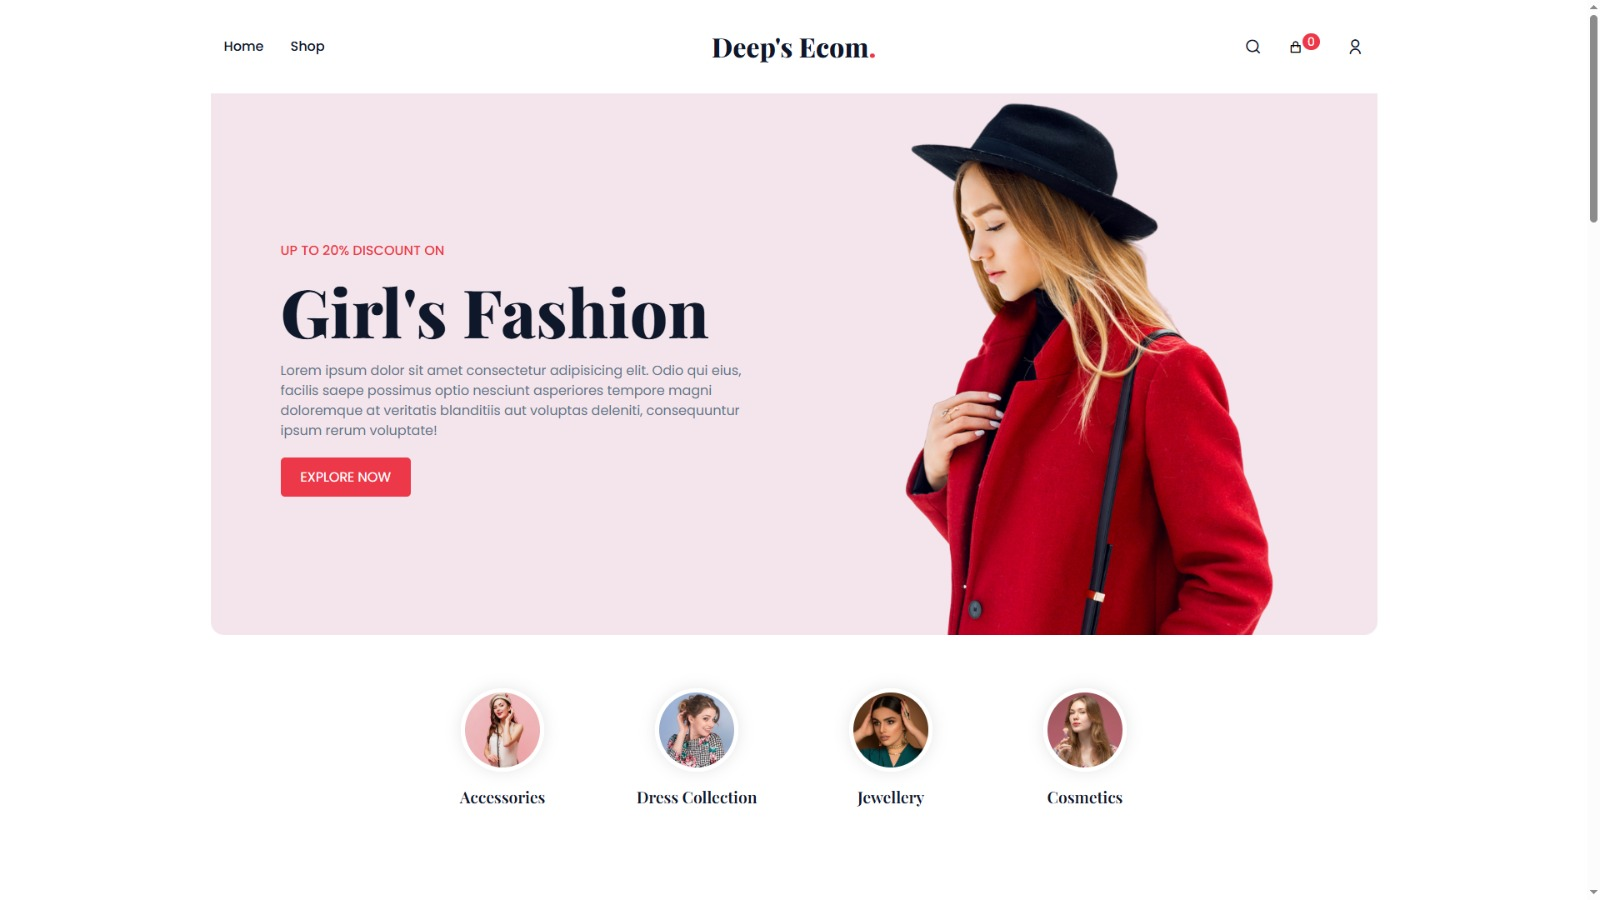 Home Shop Deep's Ecom. 0
UP TO 20% DISCOUNT ON
Girl's Fashion
Lorem ipsum dolor sit amet consectetur adipisicing elit. Odio qui eius,
facilis saepe possimus optio nesciunt asperiores tempore magni
doloremque at veritatis blanditiis aut voluptas deleniti, consequuntur
ipsum rerum voluptate!
EXPLORE NOW
Accessories Dress Collection Jewellery Cosmetics